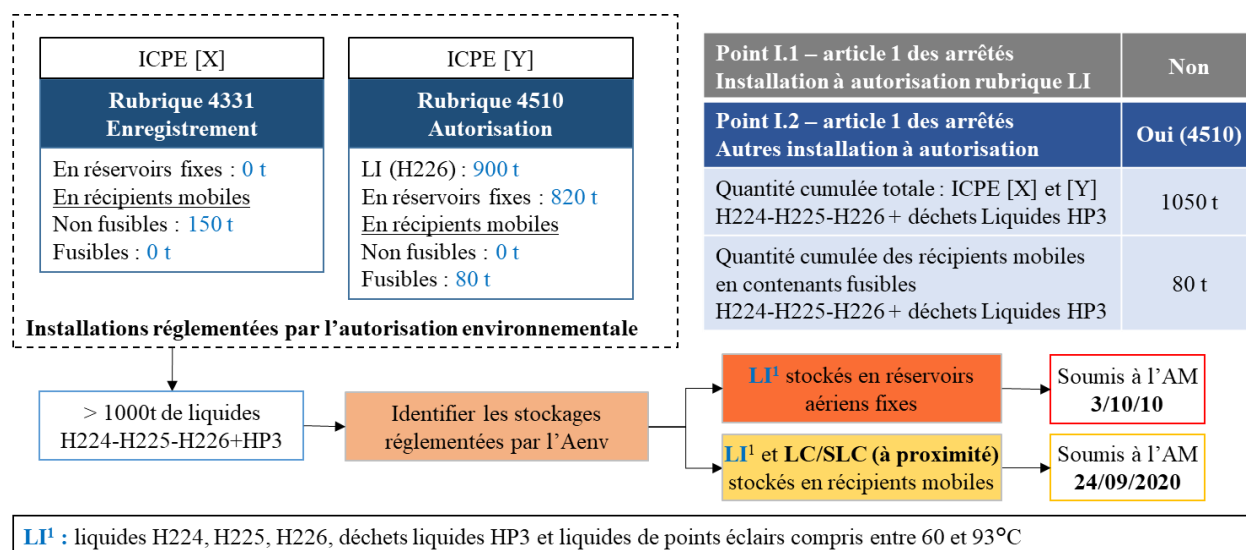 ICPE [X]
Rubrique 4331
Enregistrement
En réservoirs fixes : 0 t
En récipients mobiles
Non fusibles : 150 t
Fusibles : 0 t
ICPE [Y]
Rubrique 4510
Autorisation
LI (H226) : 900 t
En réservoirs fixes : 820 t
En récipients mobiles
Non fusibles : 0 t
Fusibles : 80 t
Installations réglementées par l'autorisation environnementale
Point I.1 – article 1 des arrêtés
Installation à autorisation rubrique LI
Non
Point I.2 – article 1 des arrêtés
Autres installation à autorisation
Oui (4510)
Quantité cumulée totale : ICPE [X] et [Y]
H224-H225-H226 + déchets Liquides HP3
1050 t
Quantité cumulée des récipients mobiles
en contenants fusibles
H224-H225-H226 + déchets Liquides HP3
80 t
> 1000t de liquides
H224-H225-H226+HP3
Identifier les stockages
réglementées par l'Aenv
LI¹ stockés en réservoirs
aériens fixes
Soumis à l'AM
3/10/10
LI¹ et LC/SLC (à proximité)
stockés en récipients mobiles
Soumis à l'AM
24/09/2020
LI¹ : liquides H224, H225, H226, déchets liquides HP3 et liquides de points éclairs compris entre 60 et 93°C